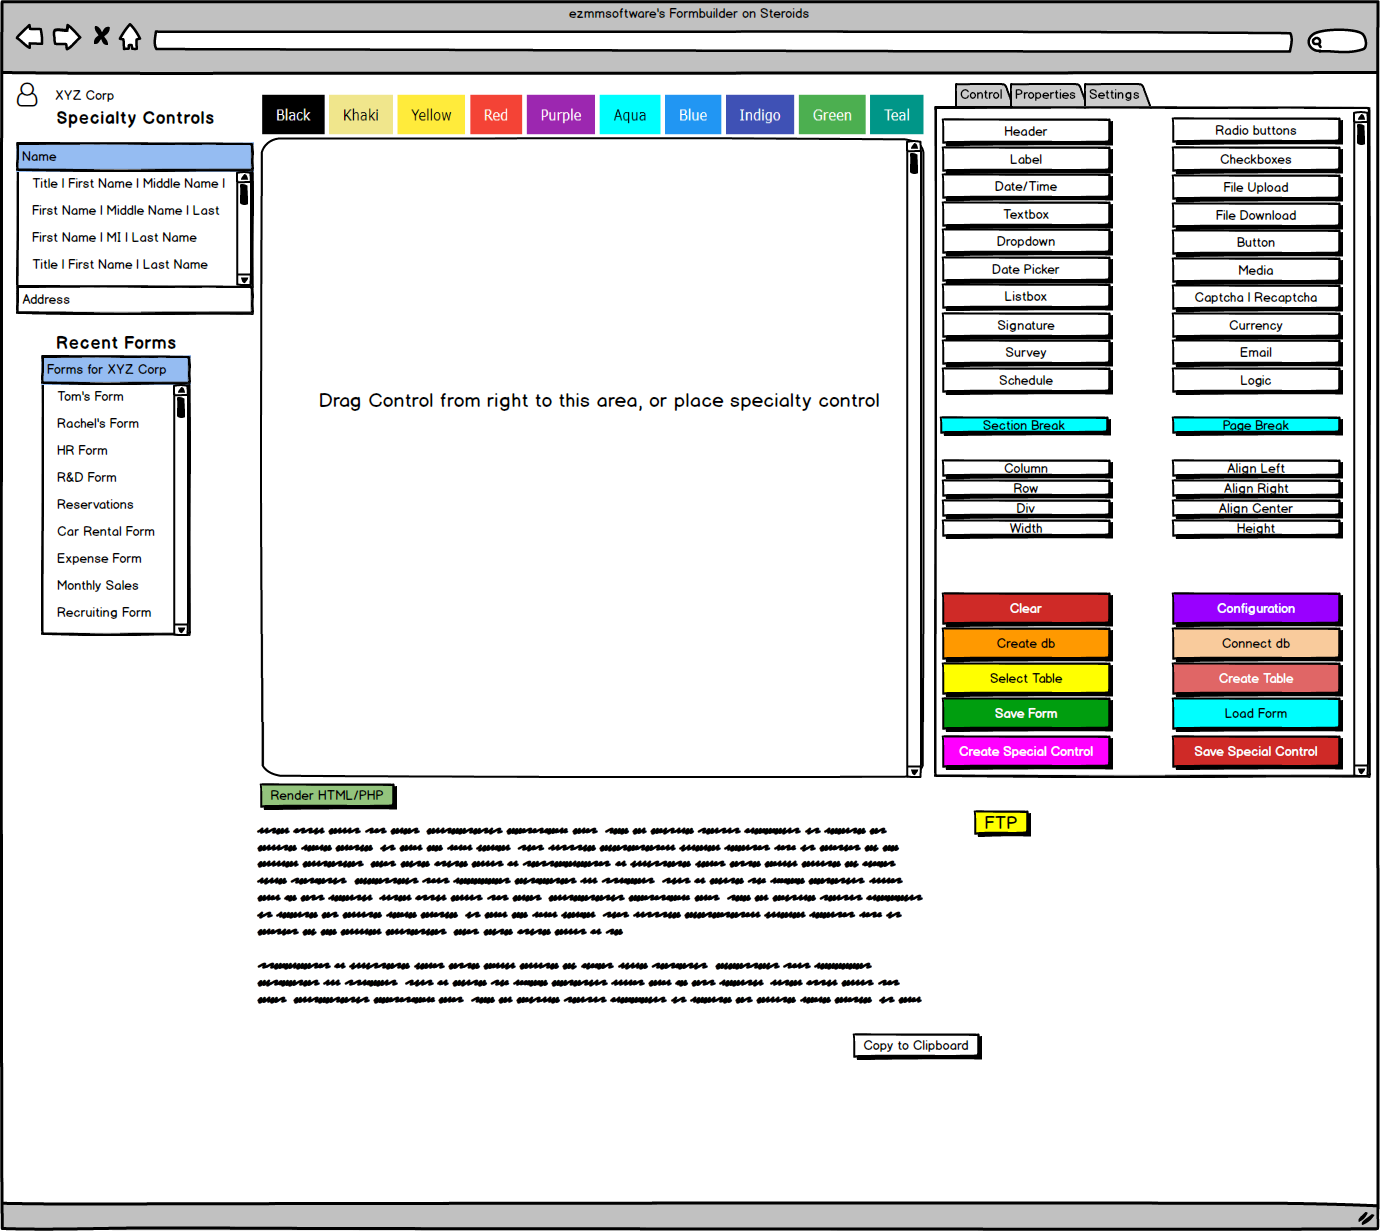 ezmmsoftware's Formbuilder on Steroids
XYZ Corp
Specialty Controls
Name
Title | First Name | Middle Name |
First Name | Middle Name | Last
First Name | MI | Last Name
Title | First Name | Last Name
Address
Recent Forms
Forms for XYZ Corp
Tom's Form
Rachel's Form
HR Form
R&D Form
Reservations
Car Rental Form
Expense Form
Monthly Sales
Recruiting Form
Black Khaki Yellow Red Purple Aqua Blue Indigo Green Teal
Drag Control from right to this area, or place specialty control
Render HTML/PHP
Control Properties Settings
Header Radio buttons
Label Checkboxes
Date/Time File Upload
Textbox File Download
Dropdown Button
Date Picker Media
Listbox Captcha | Recaptcha
Signature Currency
Survey Email
Schedule Logic
Section Break Page Break
Column Align Left
Row Align Right
Div Align Center
Width Height
Clear Configuration
Create db Connect db
Select Table Create Table
Save Form Load Form
Create Special Control Save Special Control
FTP
Copy to Clipboard